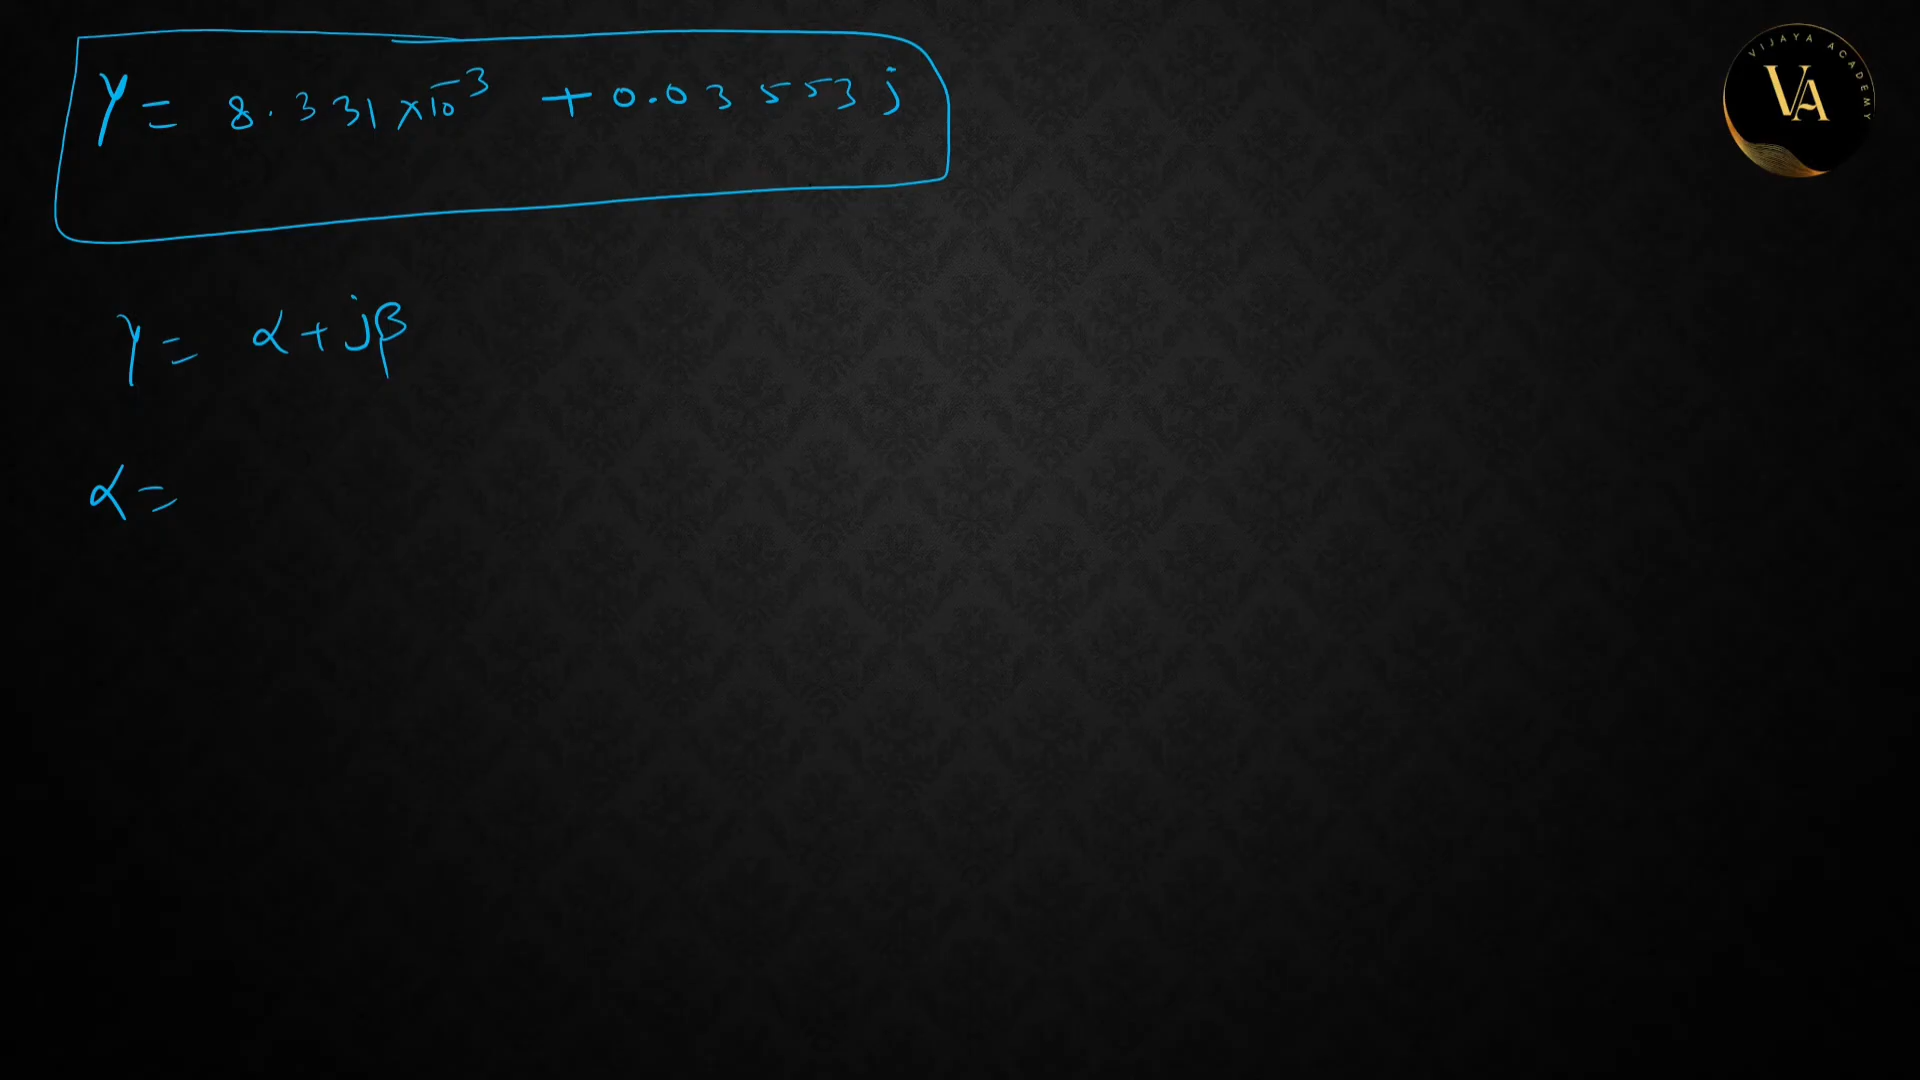 γ = 8.331 × 10⁻³ + 0.03553 j
γ = α + jβ
α =
VIJAYA ACADEMY
VA